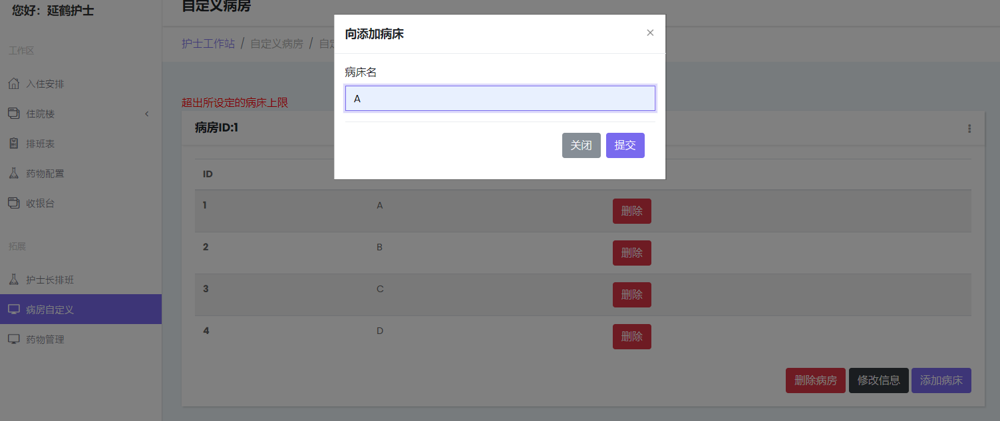 您好：延鹤护士
工作区
入住安排
住院楼
排班表
药物配置
收银台
拓展
护士长排班
病房自定义
药物管理
自定义病房
护士工作站 / 自定义病房 / 自定
超出所设定的病床上限
病房ID:1
ID
1 A 删除
2 B 删除
3 C 删除
4 D 删除
删除病房 修改信息 添加病床
向添加病床 ×
病床名
A
关闭 提交